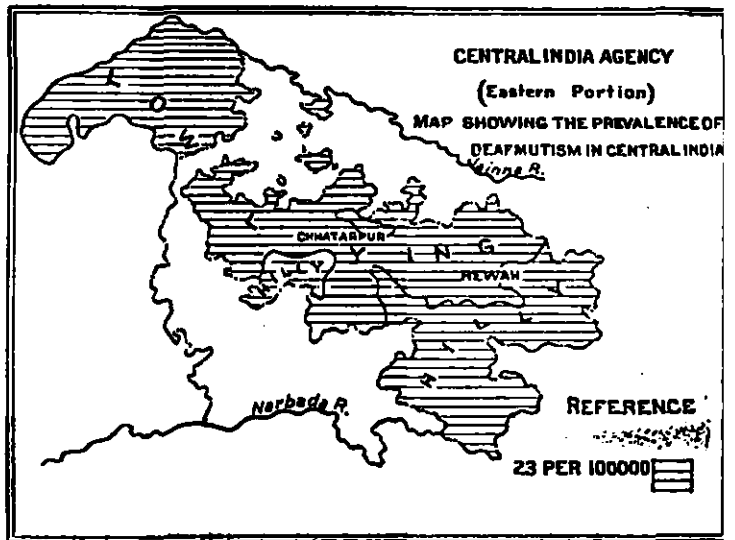 CENTRAL INDIA AGENCY
(Eastern Portion)
MAP SHOWING THE PREVALENCE OF
DEAFMUTISM IN CENTRAL INDIA
L O W
L Y I N G
CHHATARPUR
REWAH
HILLY
H I L L Y
Narbada R.
REFERENCE
23 PER 100000